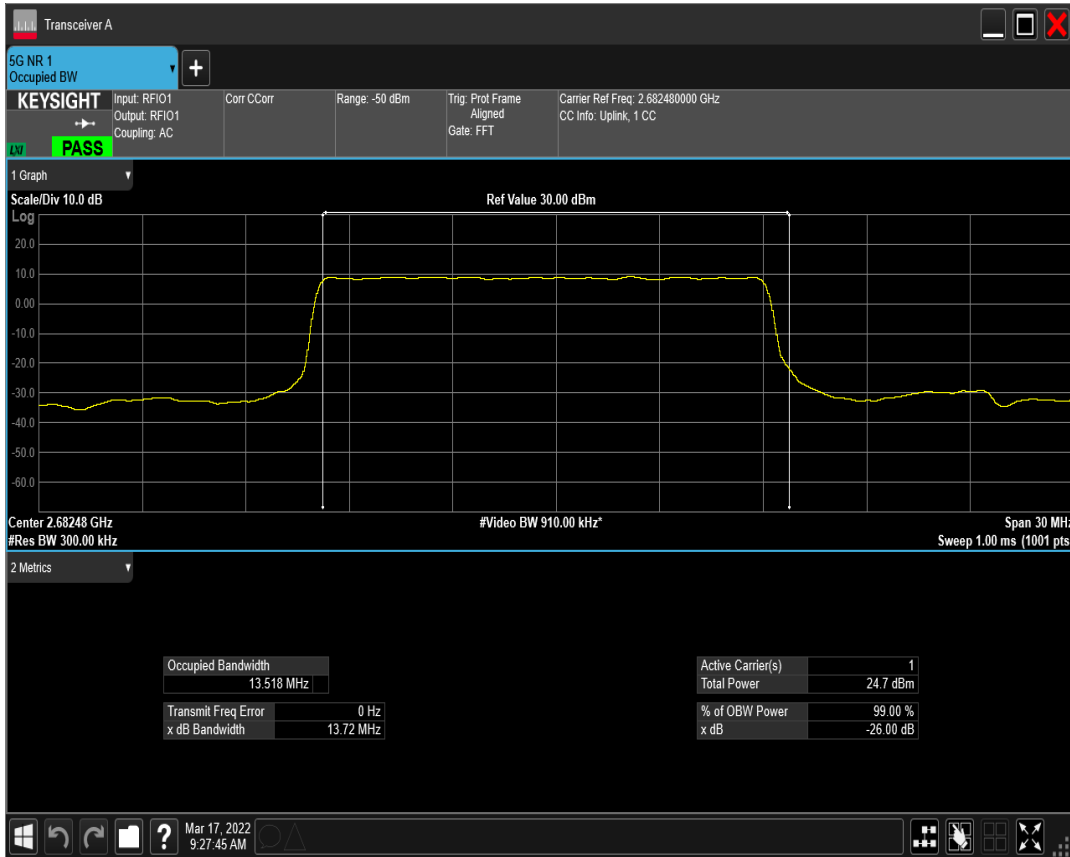 Transceiver A
5G NR 1
Occupied BW
KEYSIGHT
LXI
PASS
Input: RFIO1
Output: RFIO1
Coupling: AC
Corr CCorr
Range: -50 dBm
Trig: Prot Frame
Aligned
Gate: FFT
Carrier Ref Freq: 2.682480000 GHz
CC Info: Uplink, 1 CC
1 Graph
Scale/Div 10.0 dB
Ref Value 30.00 dBm
Log
20.0
10.0
0.00
-10.0
-20.0
-30.0
-40.0
-50.0
-60.0
Center 2.68248 GHz
#Video BW 910.00 kHz*
Span 30 MHz
#Res BW 300.00 kHz
Sweep 1.00 ms (1001 pts
2 Metrics
Occupied Bandwidth
13.518 MHz
Transmit Freq Error 0 Hz
x dB Bandwidth 13.72 MHz
Active Carrier(s) 1
Total Power 24.7 dBm
% of OBW Power 99.00 %
x dB -26.00 dB
?
Mar 17, 2022
9:27:45 AM